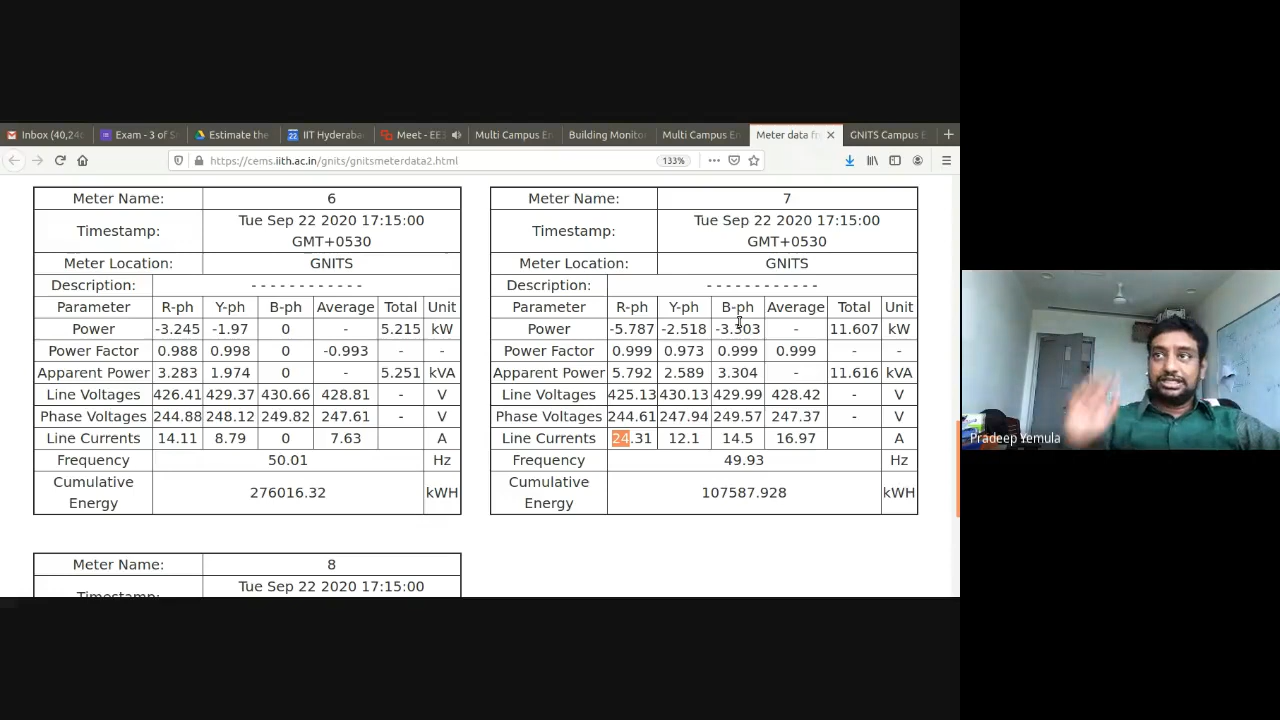 Inbox (40,24
Exam - 3 of S
Estimate the
22 IIT Hyderaba
Meet - EE
Multi Campus En
Building Monito
Multi Campus En
Meter data fr
GNITS Campus E
https://cems.iith.ac.in/gnits/gnitsmeterdata2.html 133%
Meter Name: 6
Timestamp: Tue Sep 22 2020 17:15:00
GMT+0530
Meter Location: GNITS
Description: - - - - - - - - - - - -
Parameter R-ph Y-ph B-ph Average Total Unit
Power -3.245 -1.97 0 - 5.215 kW
Power Factor 0.988 0.998 0 -0.993 - -
Apparent Power 3.283 1.974 0 - 5.251 kVA
Line Voltages 426.41 429.37 430.66 428.81 - V
Phase Voltages 244.88 248.12 249.82 247.61 - V
Line Currents 14.11 8.79 0 7.63 A
Frequency 50.01 Hz
Cumulative
Energy 276016.32 kWH
Meter Name: 7
Timestamp: Tue Sep 22 2020 17:15:00
GMT+0530
Meter Location: GNITS
Description: - - - - - - - - - - - -
Parameter R-ph Y-ph B-ph Average Total Unit
Power -5.787 -2.518 -3.303 - 11.607 kW
Power Factor 0.999 0.973 0.999 0.999 - -
Apparent Power 5.792 2.589 3.304 - 11.616 kVA
Line Voltages 425.13 430.13 429.99 428.42 - V
Phase Voltages 244.61 247.94 249.57 247.37 - V
Line Currents 24.31 12.1 14.5 16.97 A
Frequency 49.93 Hz
Cumulative
Energy 107587.928 kWH
Meter Name: 8
Timestamp: Tue Sep 22 2020 17:15:00
Pradeep Yemula